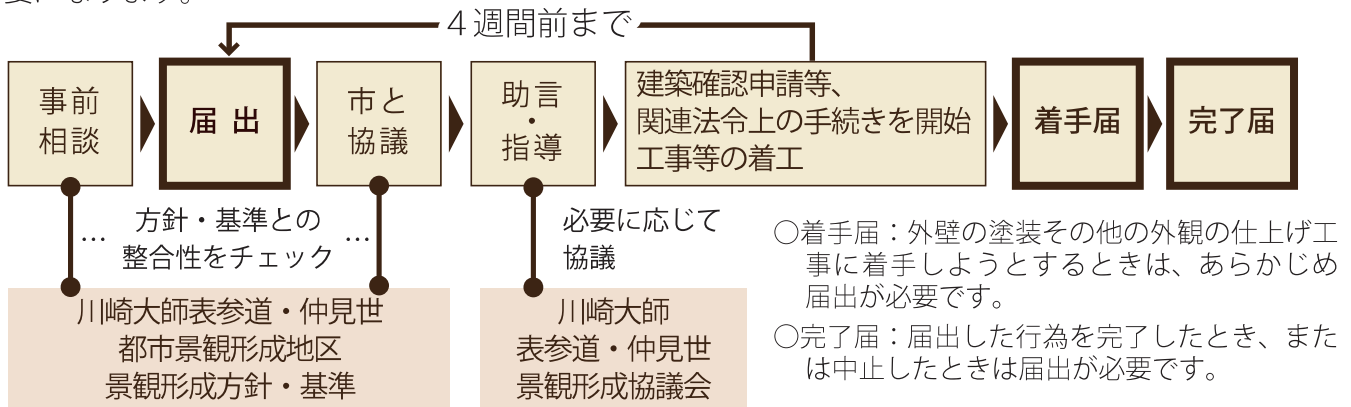 ４週間前まで
事前
相談
届 出
市と
協議
助言
・
指導
建築確認申請等、
関連法令上の手続きを開始
工事等の着工
着手届
完了届
… 方針・基準との …
整合性をチェック
必要に応じて
協議
川崎大師表参道・仲見世
都市景観形成地区
景観形成方針・基準
川崎大師
表参道・仲見世
景観形成協議会
○着手届：外壁の塗装その他の外観の仕上げ工
事に着手しようとするときは、あらかじめ
届出が必要です。
○完了届：届出した行為を完了したとき、また
は中止したときは届出が必要です。